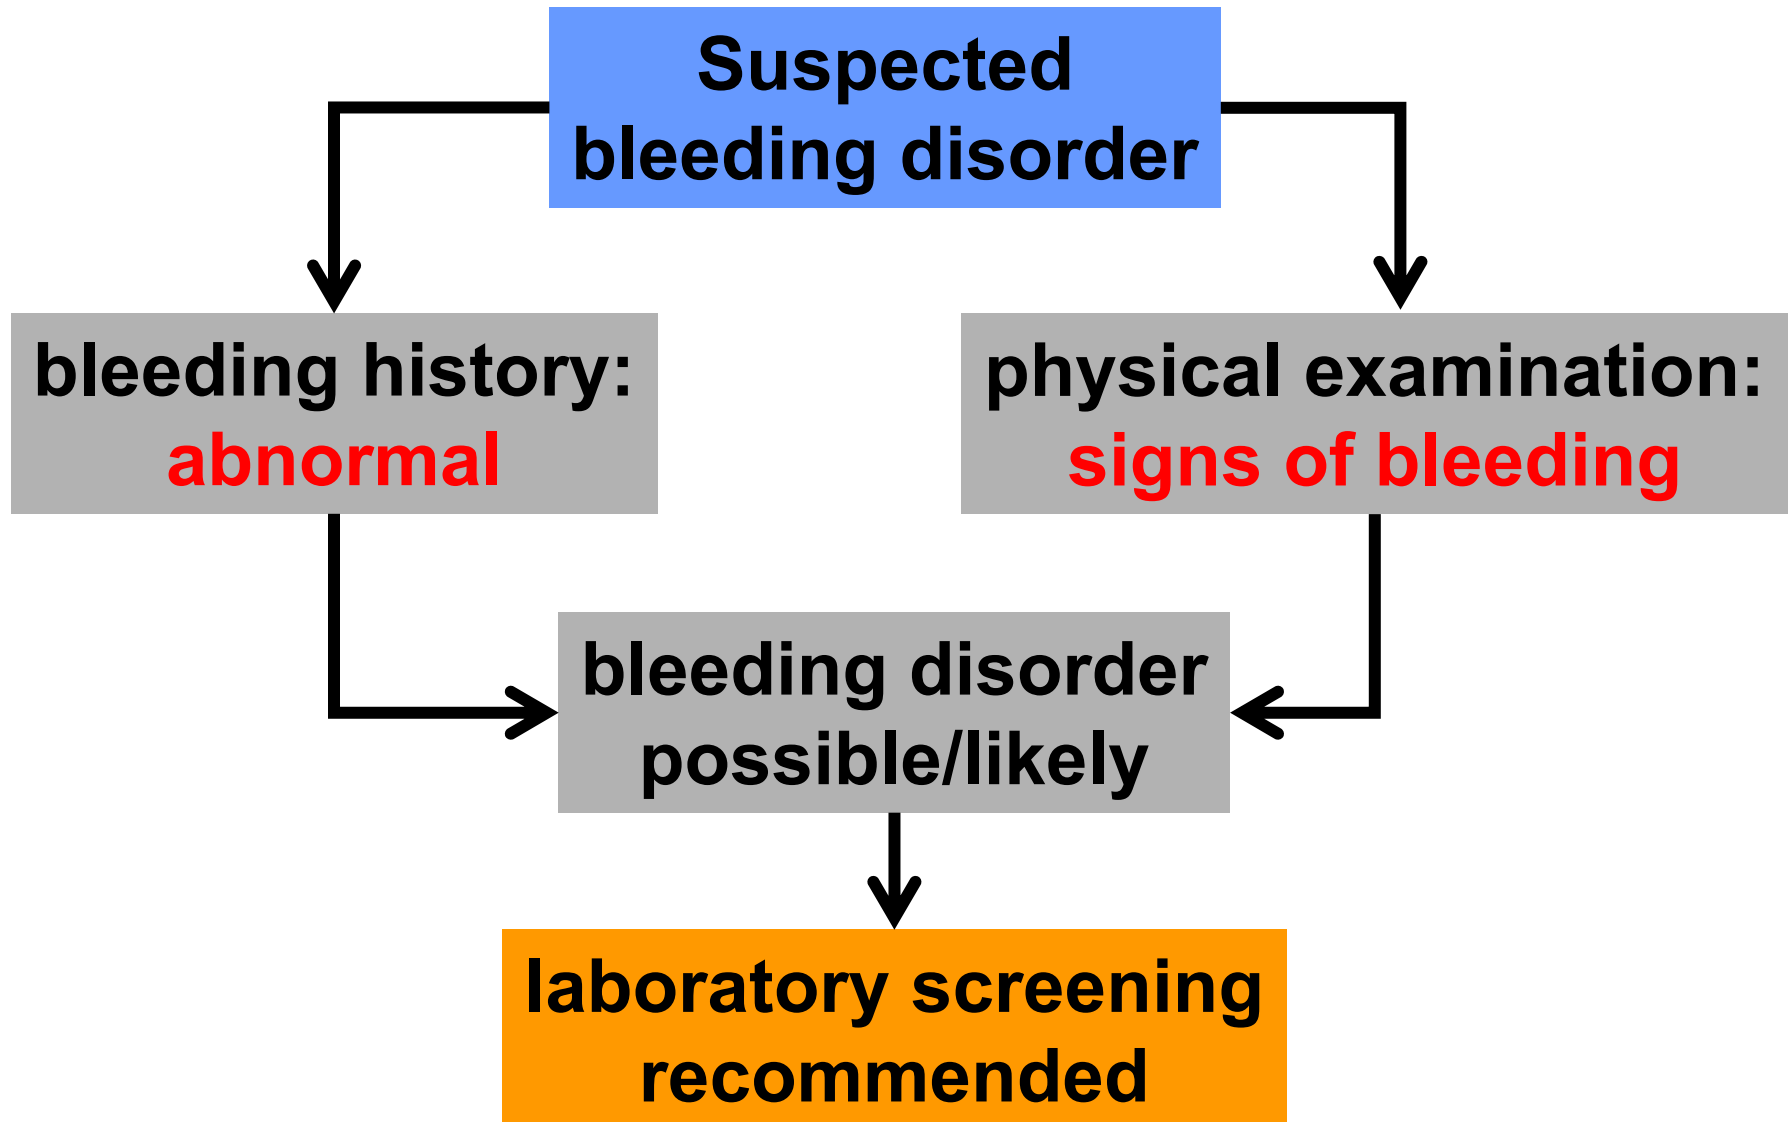 Suspected
bleeding disorder
bleeding history:
abnormal
physical examination:
signs of bleeding
bleeding disorder
possible/likely
laboratory screening
recommended